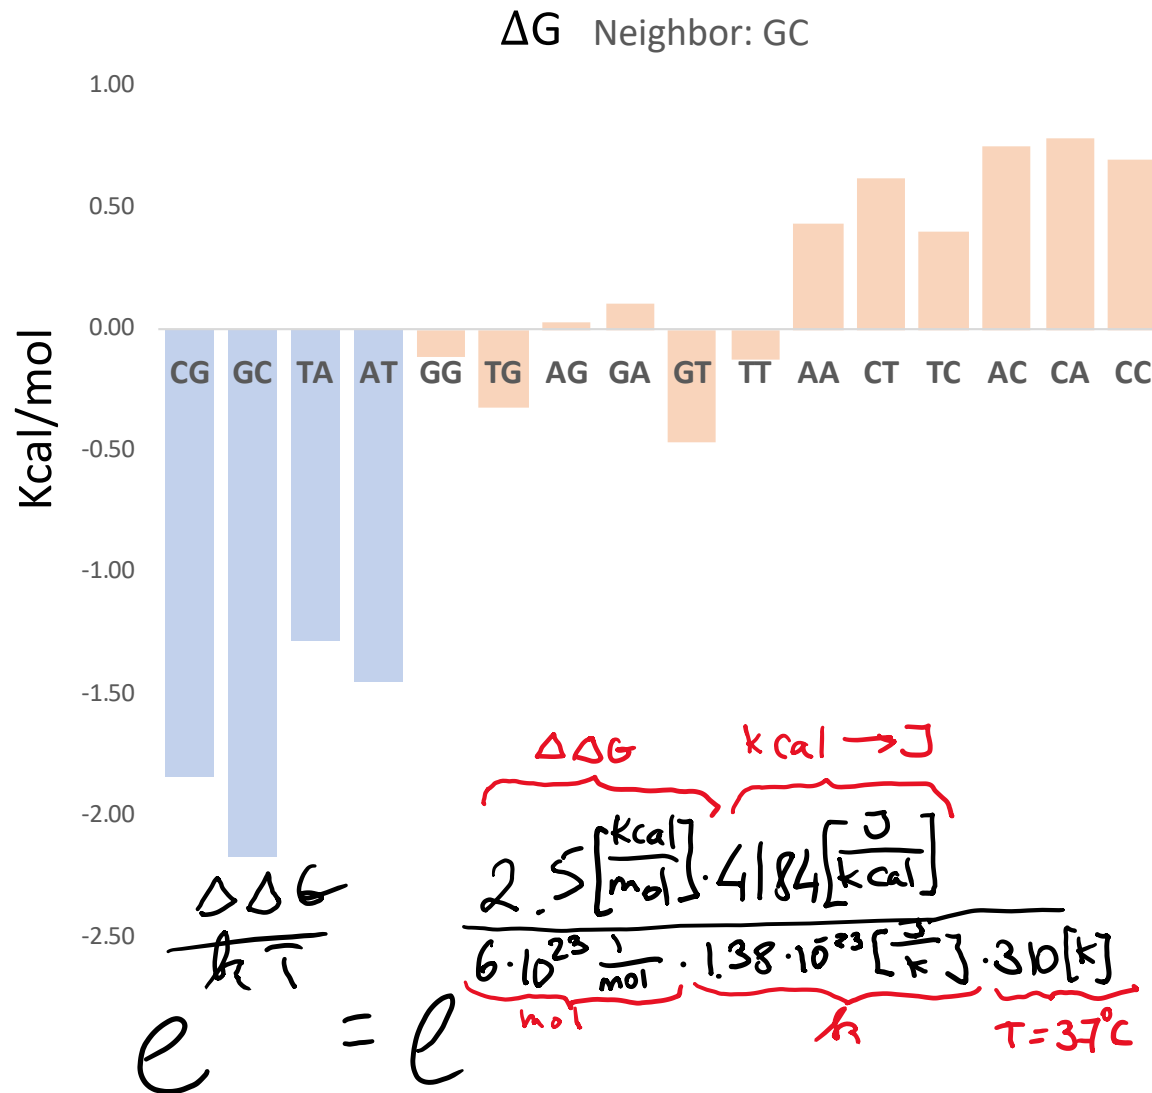 ΔG Neighbor: GC
1.00
0.50
0.00
-0.50
-1.00
-1.50
-2.00
-2.50
Kcal/mol
CG GC TA AT GG TG AG GA GT TT AA CT TC AC CA CC
ΔΔG kcal → J
2.5 [kcal/mol] · 4184 [J/kcal]
6·10²³ 1/mol · 1.38·10⁻²³ [J/K] · 310 [K]
mol k T = 37°C
ΔΔG
kT
e = e